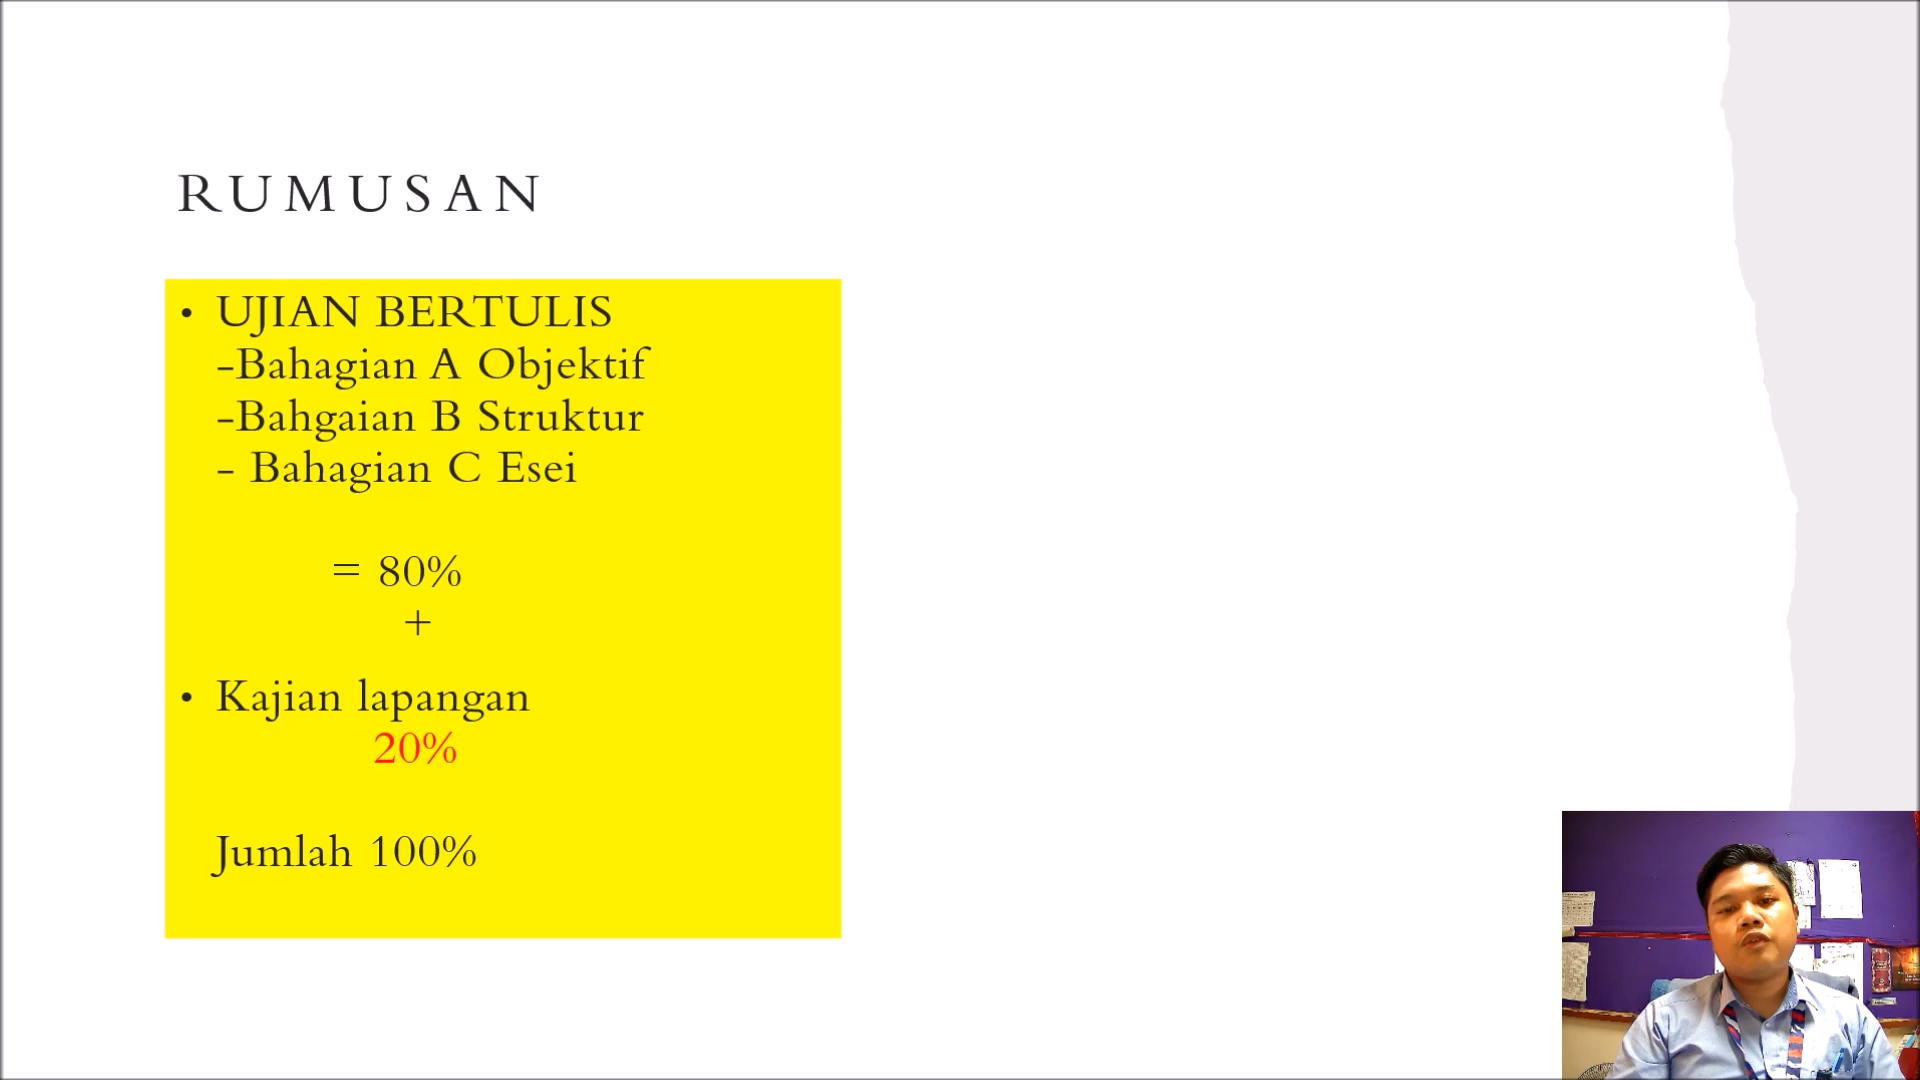 RUMUSAN
• UJIAN BERTULIS
-Bahagian A Objektif
-Bahgaian B Struktur
- Bahagian C Esei
= 80%
+
• Kajian lapangan
20%
Jumlah 100%